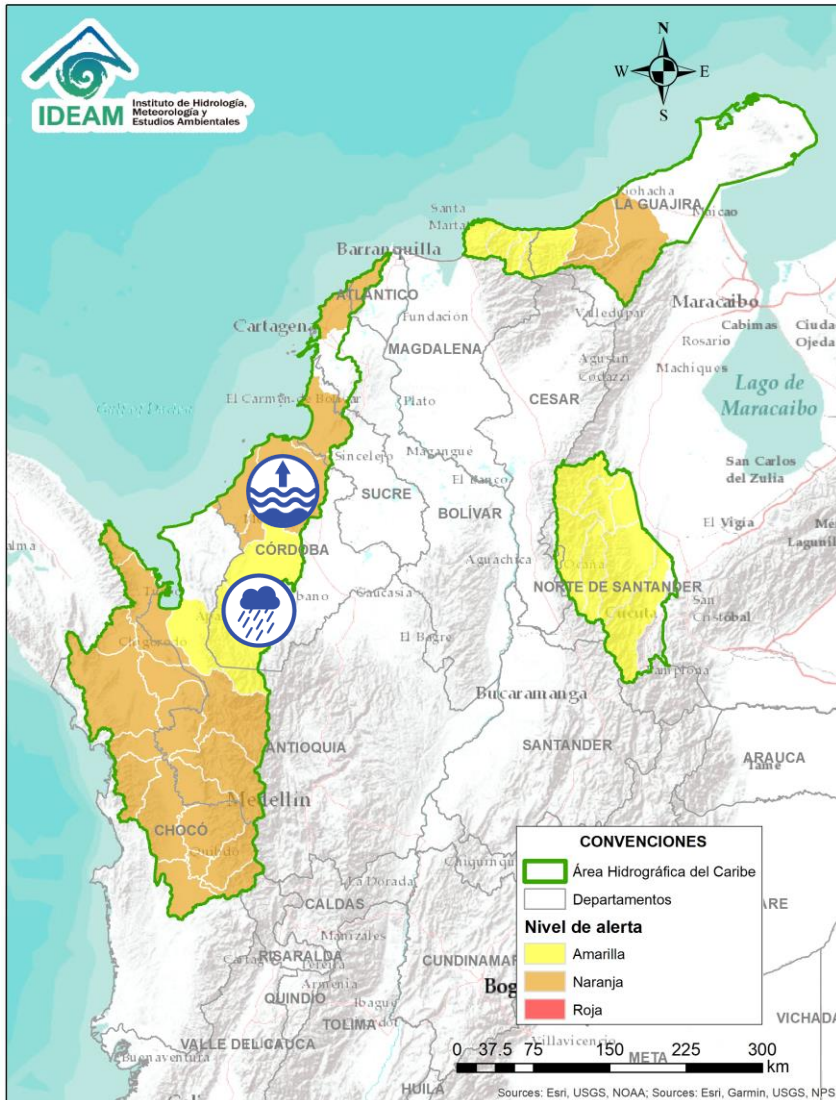 IDEAM
Instituto de Hidrología,
Meteorología y
Estudios Ambientales
N
W
E
S
Santa
LA GUAJIRA
Barranquilla
ATLÁNTICO
Maracaibo
Cartagena
Fundación
Valledupar
Cabimas
Rosario
Ojeda
MAGDALENA
Agustín
Codazzi
Machiques
CESAR
Lago de
Maracaibo
El Carmen de Bolívar
Plato
Sincelejo
Magangué
San Carlos
del Zulia
El Banco
SUCRE
BOLÍVAR
El Vigía
CÓRDOBA
Aguachica
Ocaña
NORTE DE SANTANDER
Caucasia
San
Cristóbal
Cúcuta
El Bagre
Chigorodó
Bucaramanga
ANTIOQUIA
SANTANDER
ARAUCA
Tame
Medellín
CHOCÓ
Quibdó
La Dorada
CALDAS
Manizales
RISARALDA
Pereira
Armenia
QUINDÍO
Ibagué
TOLIMA
VALLE DEL CAUCA
Buenaventura
HUILA
Villavicencio
META
VICHADA
CONVENCIONES
Área Hidrográfica del Caribe
Departamentos
Nivel de alerta
Amarilla
Naranja
Roja
0 37.5 75 150 225 300
km
Sources: Esri, USGS, NOAA; Sources: Esri, Garmin, USGS, NPS